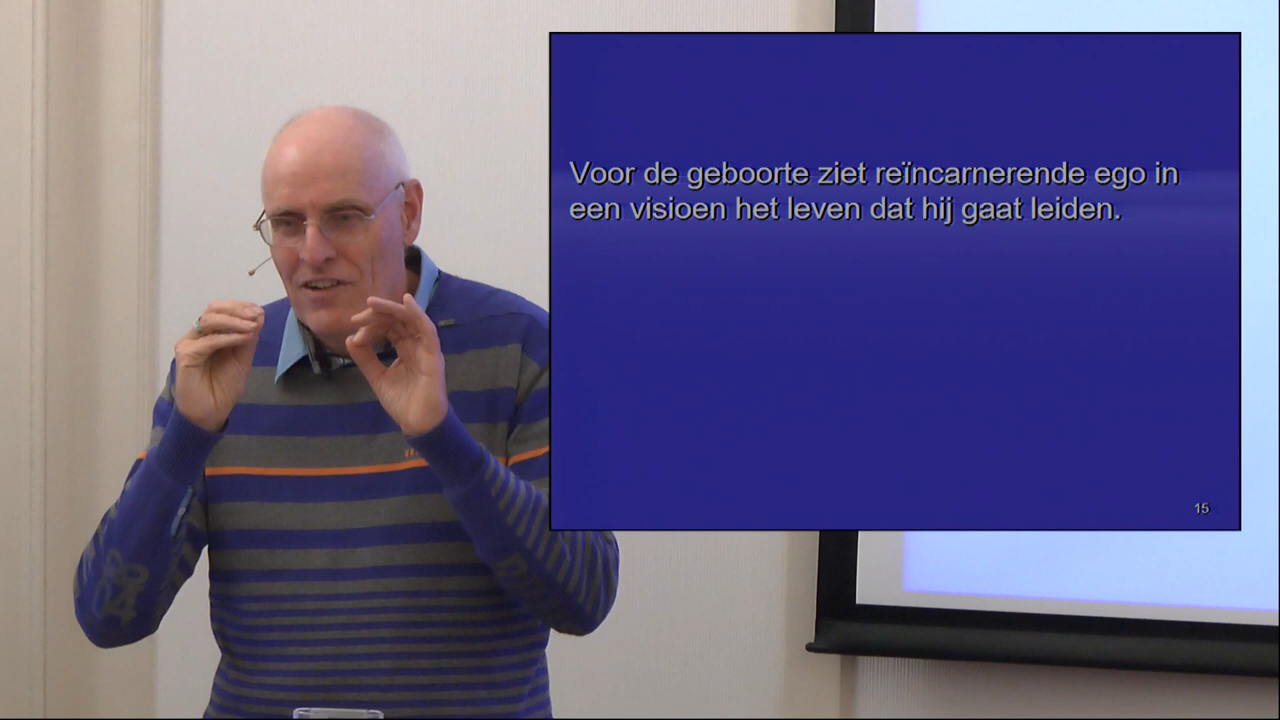 Voor de geboorte ziet reïncarnerende ego in
een visioen het leven dat hij gaat leiden.
15